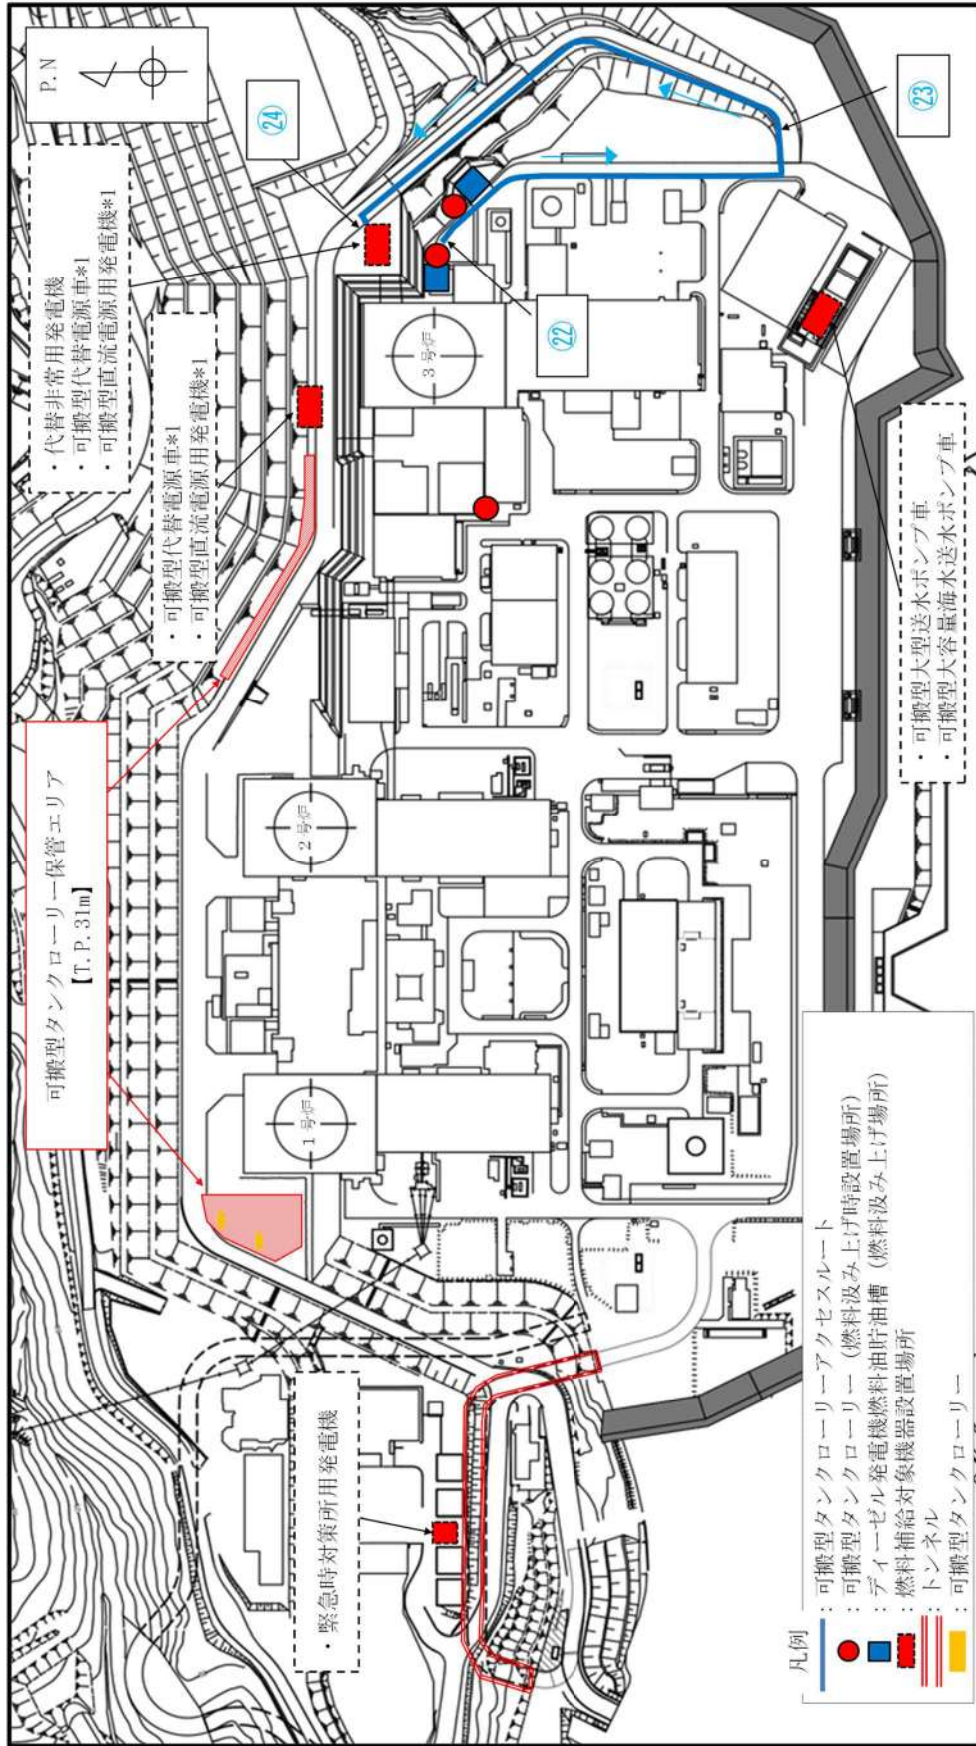 P.N
㉔
㉓
㉒
・代替非常用発電機
・可搬型代替電源車*1
・可搬型直流電源用発電機*1
・可搬型代替電源車*1
・可搬型直流電源用発電機*1
可搬型タンクローリー保管エリア
【T.P.31m】
・緊急時対策所用発電機
・可搬型大型送水ポンプ車
・可搬型大容量海水送水ポンプ車
3号炉
2号炉
1号炉
凡例
：可搬型タンクローリーアクセスルート
：可搬型タンクローリー（燃料汲み上げ時設置場所）
：ディーゼル発電機燃料油貯油槽（燃料汲み上げ場所）
：燃料補給対象機器設置場所
：トンネル
：可搬型タンクローリー